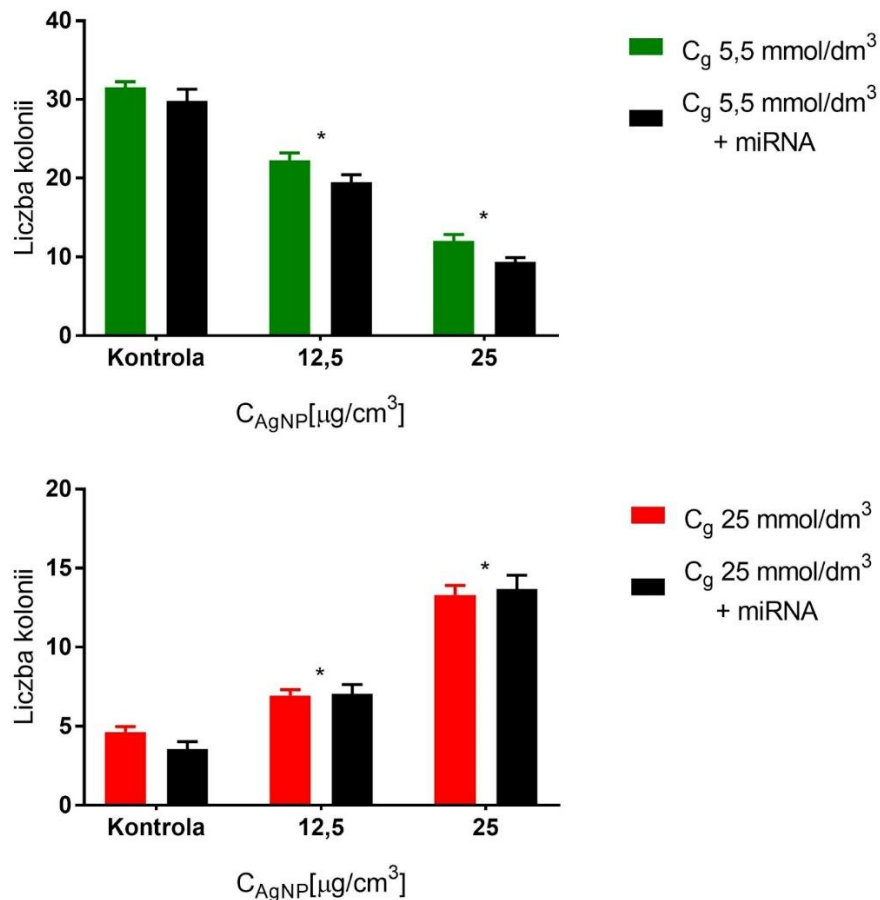 40
30
20
10
0
Liczba kolonii
*
*
Kontrola 12,5 25
C_AgNP[µg/cm³]
C_g 5,5 mmol/dm³
C_g 5,5 mmol/dm³
+ miRNA
20
15
10
5
0
Liczba kolonii
*
*
Kontrola 12,5 25
C_AgNP[µg/cm³]
C_g 25 mmol/dm³
C_g 25 mmol/dm³
+ miRNA